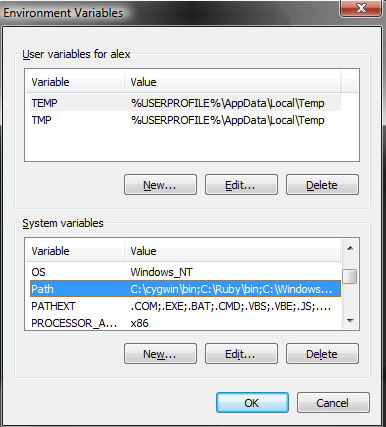 Environment Variables
User variables for alex
Variable Value
TEMP %USERPROFILE%\AppData\Local\Temp
TMP %USERPROFILE%\AppData\Local\Temp
New... Edit... Delete
System variables
Variable Value
OS Windows_NT
Path C:\cygwin\bin;C:\Ruby\bin;C:\Windows...
PATHEXT .COM;.EXE;.BAT;.CMD;.VBS;.VBE;.JS;....
PROCESSOR_A... x86
New... Edit... Delete
OK Cancel